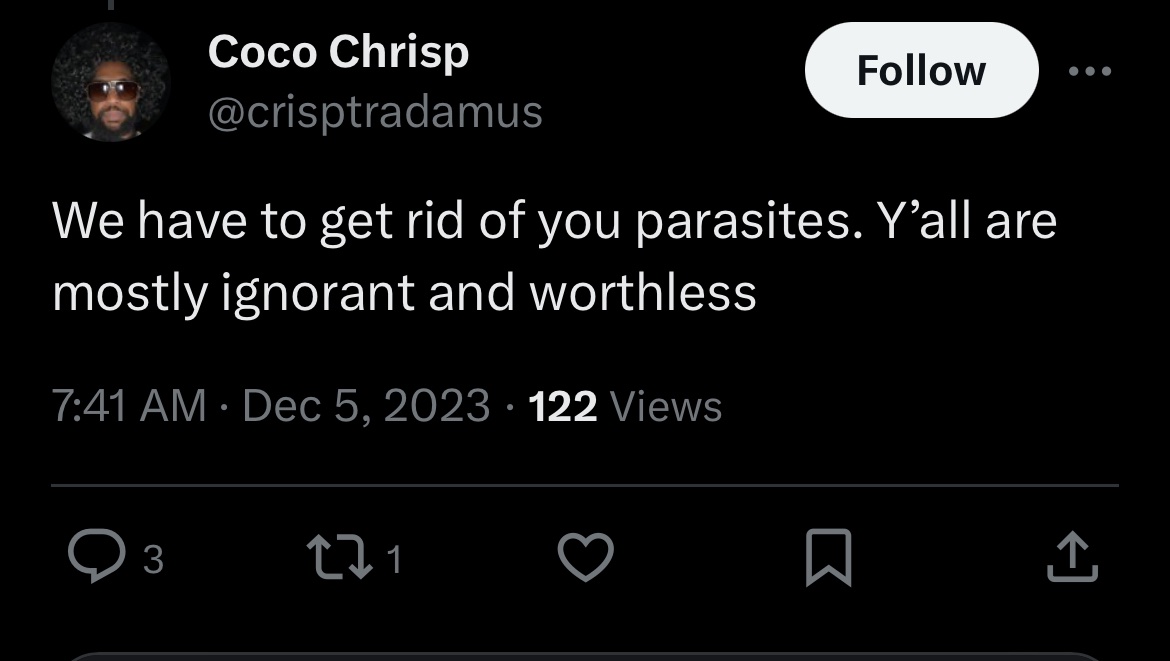 Coco Chrisp
@crisptradamus
Follow
We have to get rid of you parasites. Y’all are
mostly ignorant and worthless
7:41 AM · Dec 5, 2023 · 122 Views
3
1